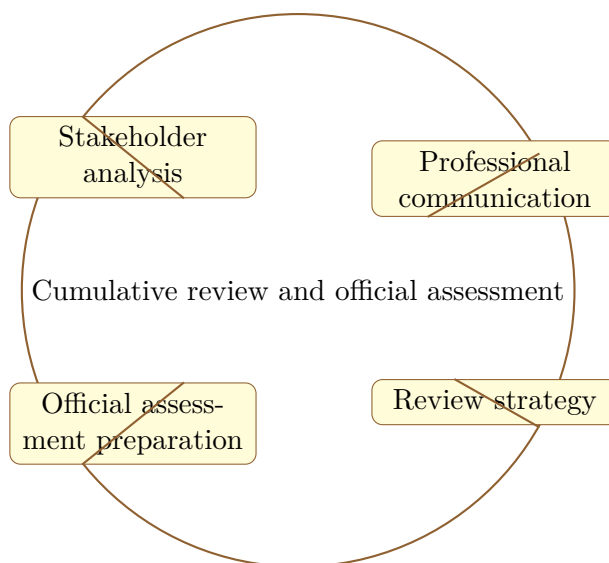 Stakeholder
analysis
Professional
communication
Cumulative review and official assessment
Official assess-
ment preparation
Review strategy